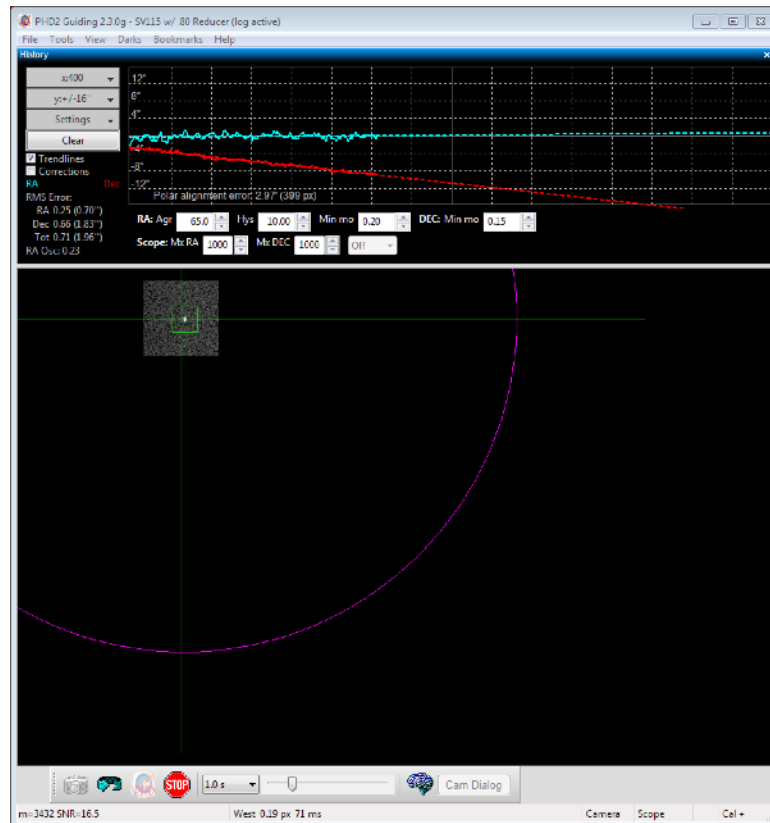 PHD2 Guiding 2.3.0g - SV115 w/ .80 Reducer (log active)
File Tools View Darks Bookmarks Help
History
x:400
y:+/-16''
Settings
Clear
Trendlines
Corrections
RA Dec
RMS Error:
RA 0.25 (0.70'')
Dec 0.66 (1.83'')
Tot 0.71 (1.96'')
RA Osc: 0.23
12''
8''
4''
-4''
-8''
-12''
Polar alignment error: 2.97' (399 px)
RA: Agr 65.0 Hys 10.00 Min mo 0.20 DEC: Min mo 0.15
Scope: Mx RA 1000 Mx DEC 1000 Off
STOP 1.0 s Cam Dialog
m=3432 SNR=16.5 West 0.19 px 71 ms Camera Scope Cal +